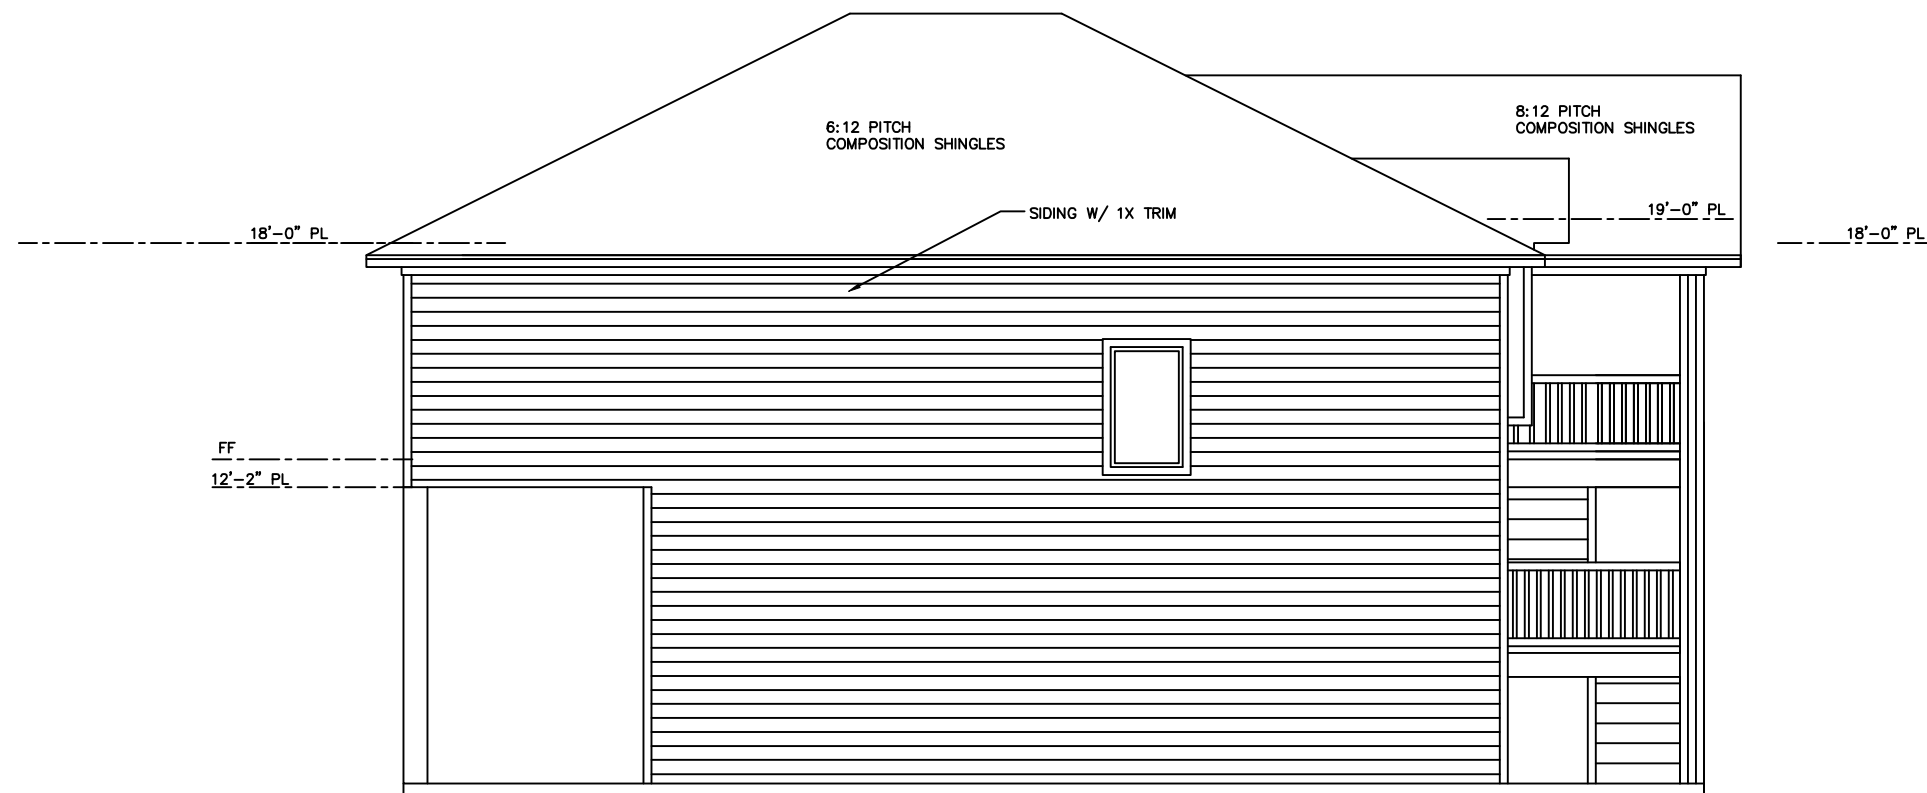 8:12 PITCH
COMPOSITION SHINGLES
6:12 PITCH
COMPOSITION SHINGLES
SIDING W/ 1X TRIM
19'-0" PL
18'-0" PL
18'-0" PL
FF
12'-2" PL